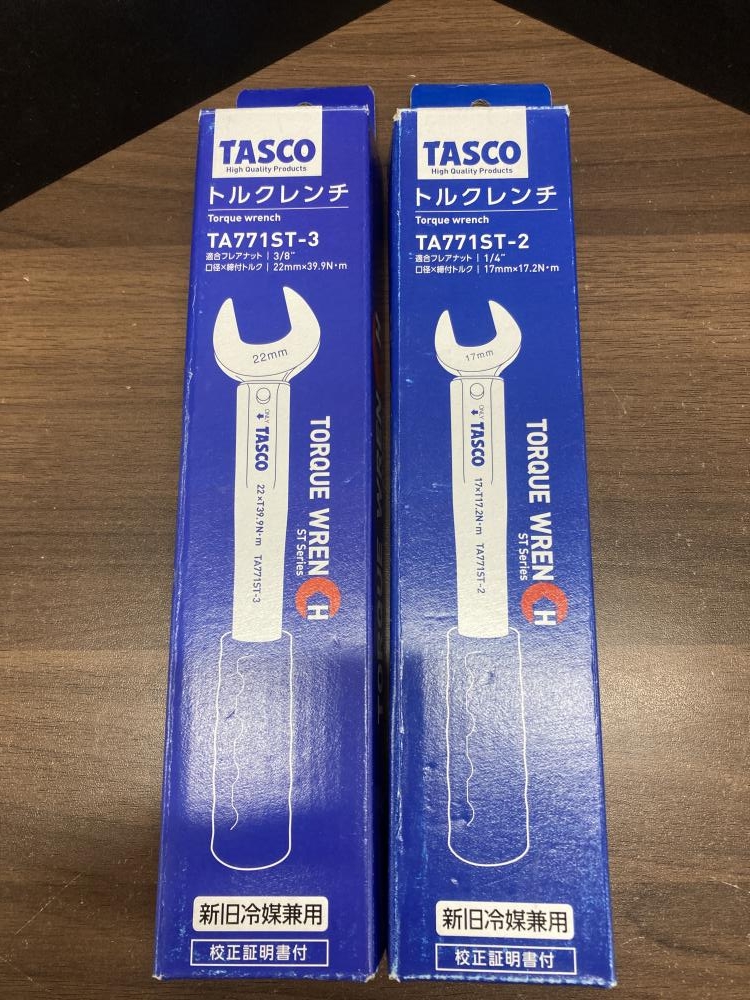 TASCO
High Quality Products
トルクレンチ
Torque wrench
TA771ST-3
適合フレアナット | 3/8"
口径×締付トルク | 22mm×39.9N・m
22mm
ONLY
TASCO
22×T39.9N・m TA771ST-3
TORQUE WRENCH
ST Series
新旧冷媒兼用
校正証明書付
TASCO
High Quality Products
トルクレンチ
Torque wrench
TA771ST-2
適合フレアナット | 1/4"
口径×締付トルク | 17mm×17.2N・m
17mm
ONLY
TASCO
17×T17.2N・m TA771ST-2
TORQUE WRENCH
ST Series
新旧冷媒兼用
校正証明書付